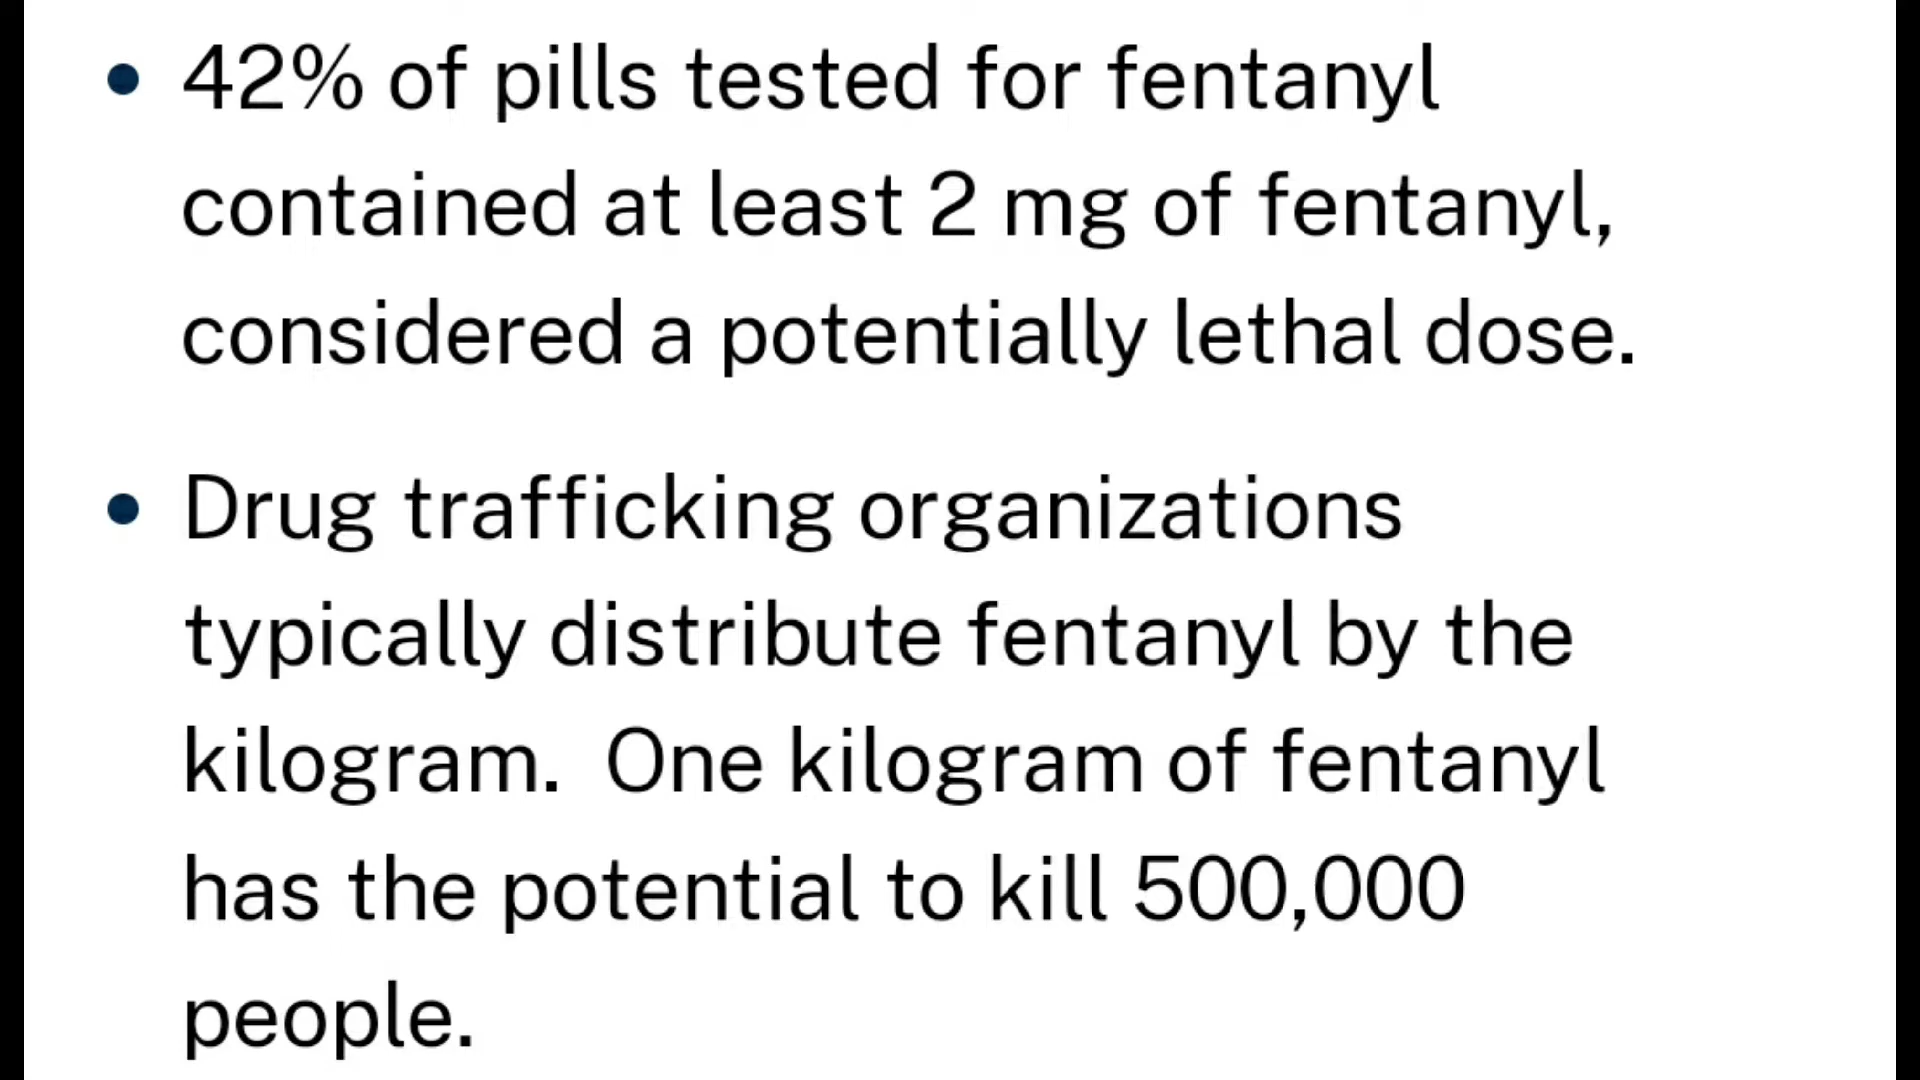 • 42% of pills tested for fentanyl
contained at least 2 mg of fentanyl,
considered a potentially lethal dose.
• Drug trafficking organizations
typically distribute fentanyl by the
kilogram.  One kilogram of fentanyl
has the potential to kill 500,000
people.